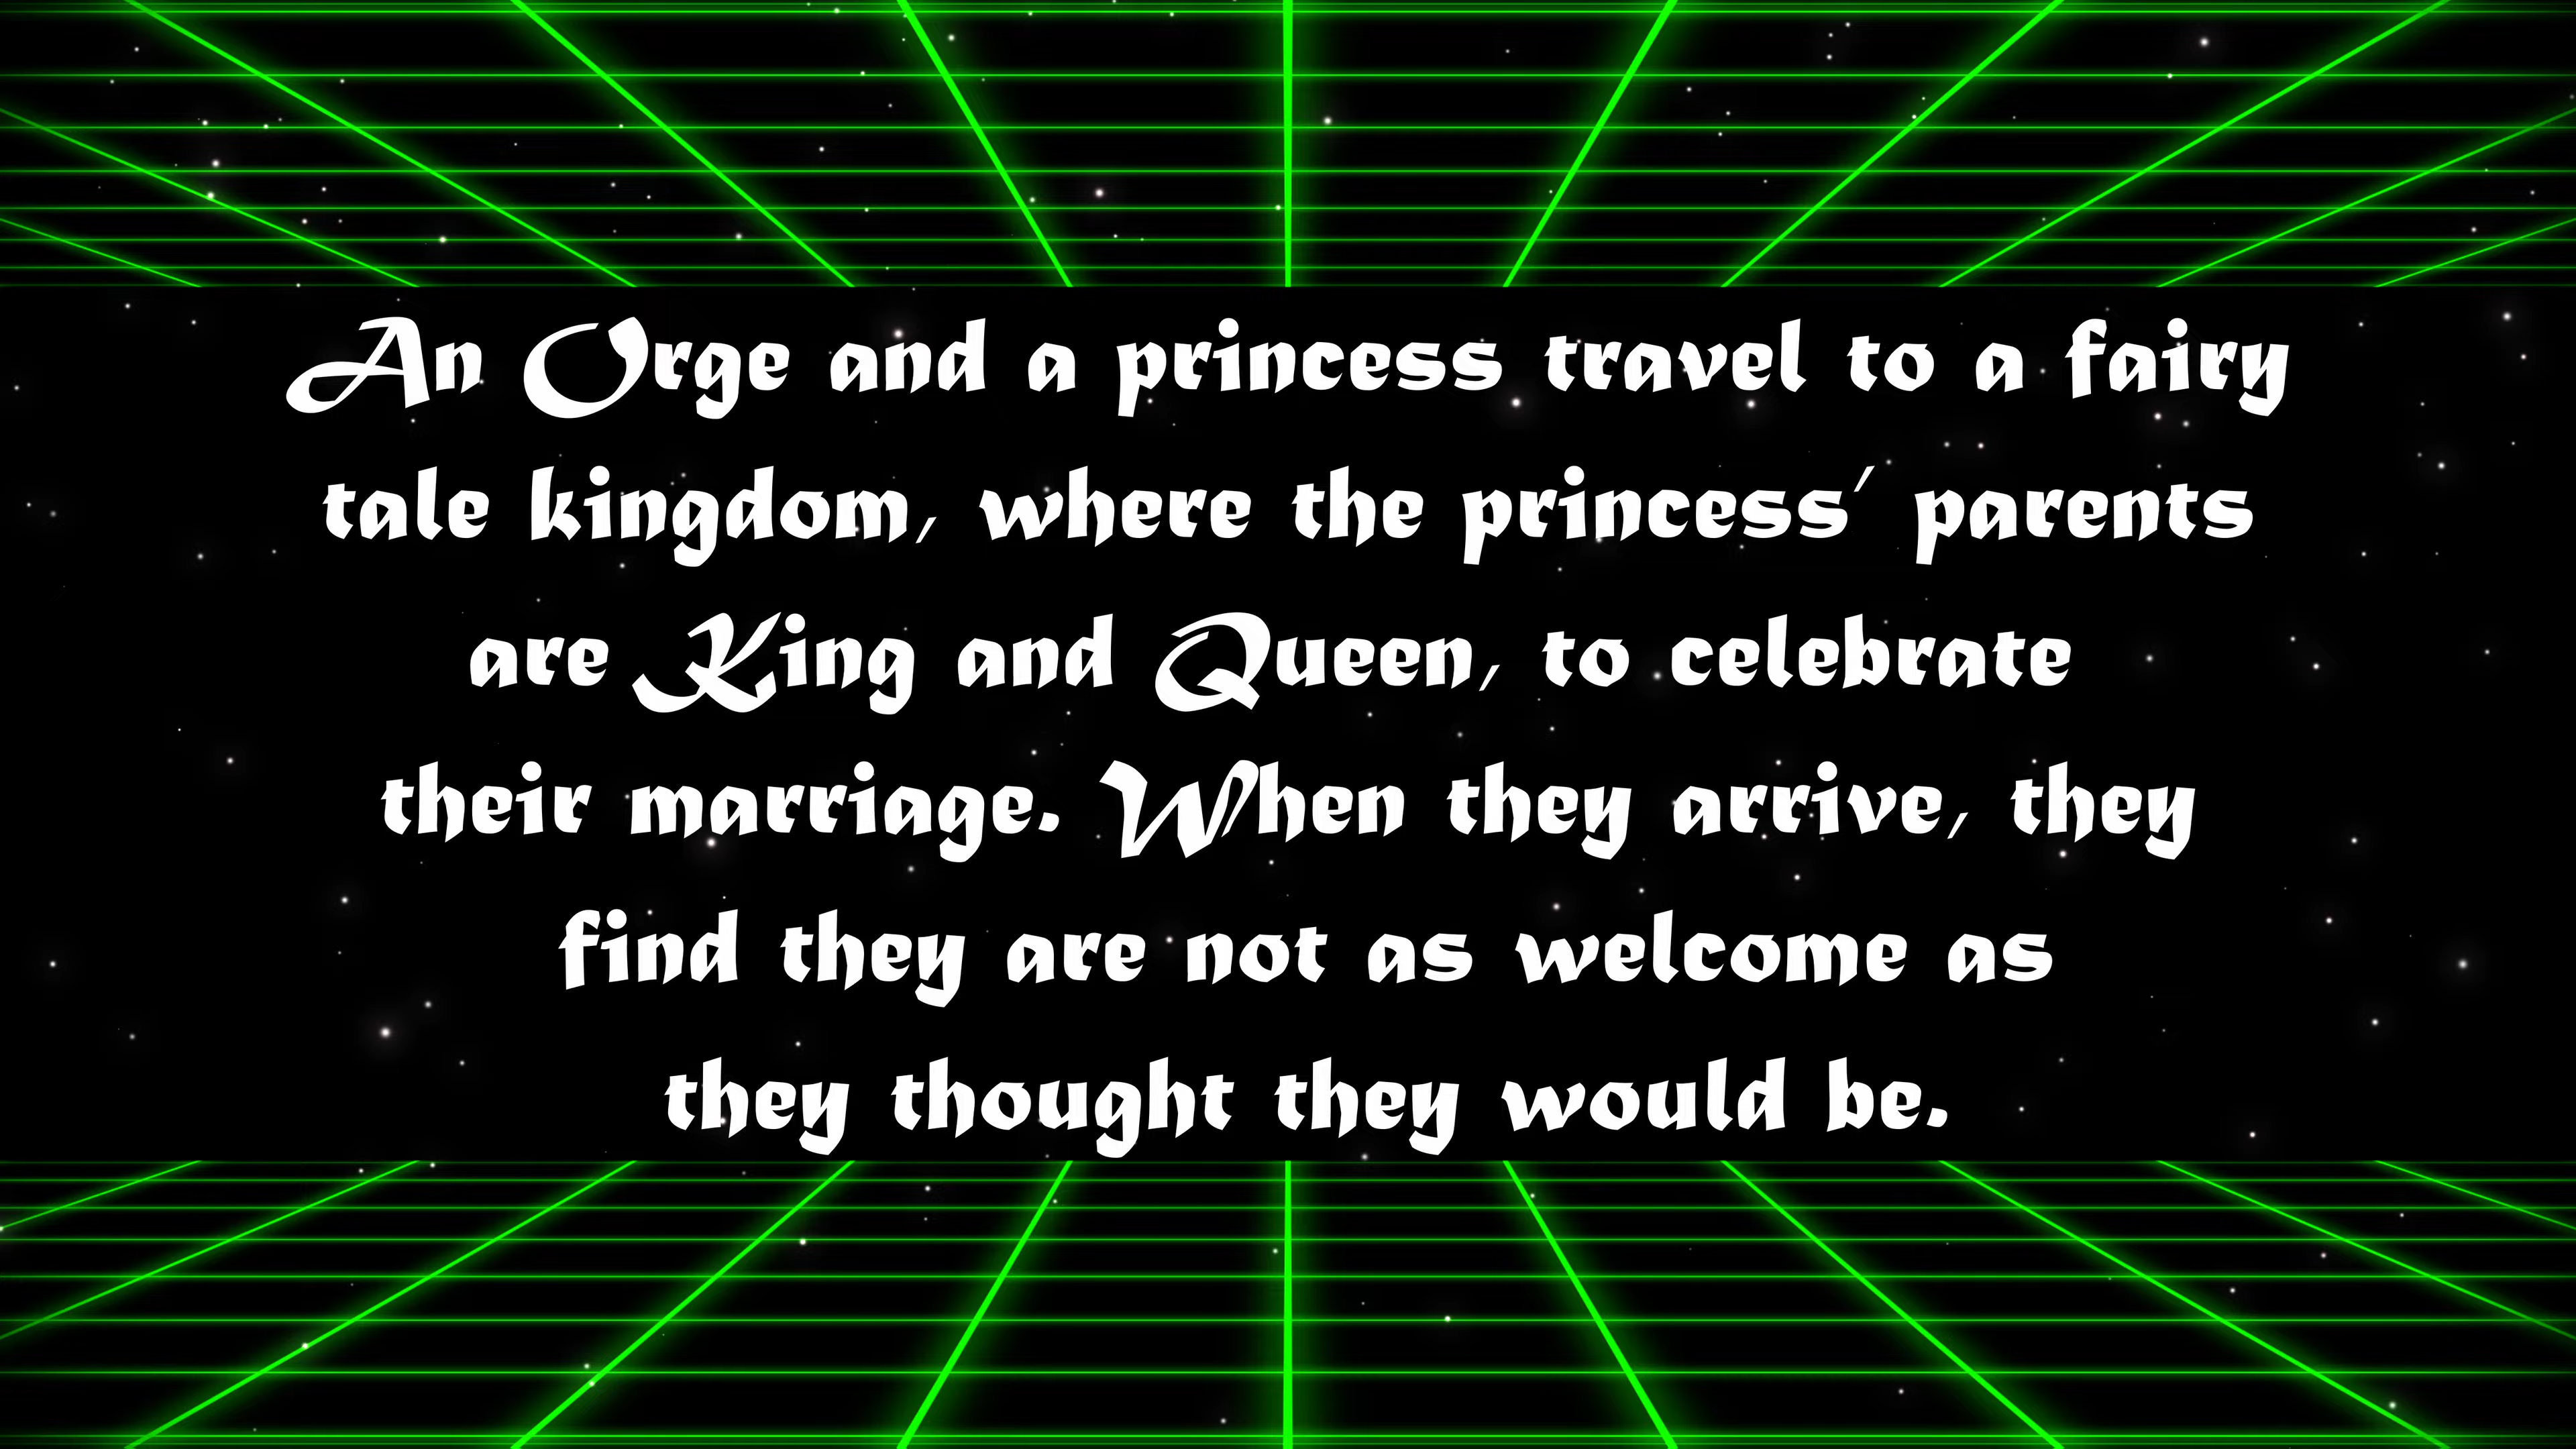 An Orge and a princess travel to a fairy
tale kingdom, where the princess' parents
are King and Queen, to celebrate
their marriage. When they arrive, they
find they are not as welcome as
they thought they would be.